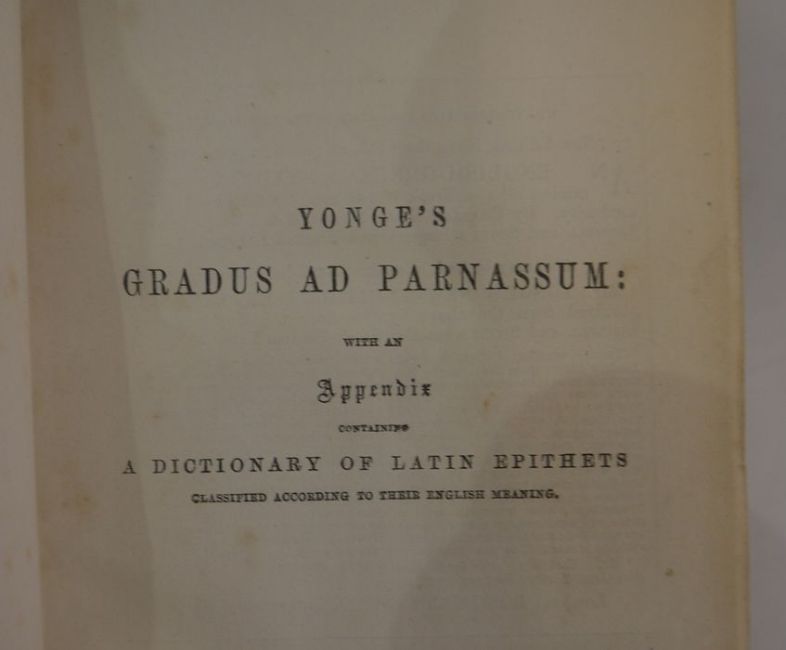 YONGE'S
GRADUS AD PARNASSUM:
WITH AN
Appendix
CONTAINING
A DICTIONARY OF LATIN EPITHETS
CLASSIFIED ACCORDING TO THEIR ENGLISH MEANING.